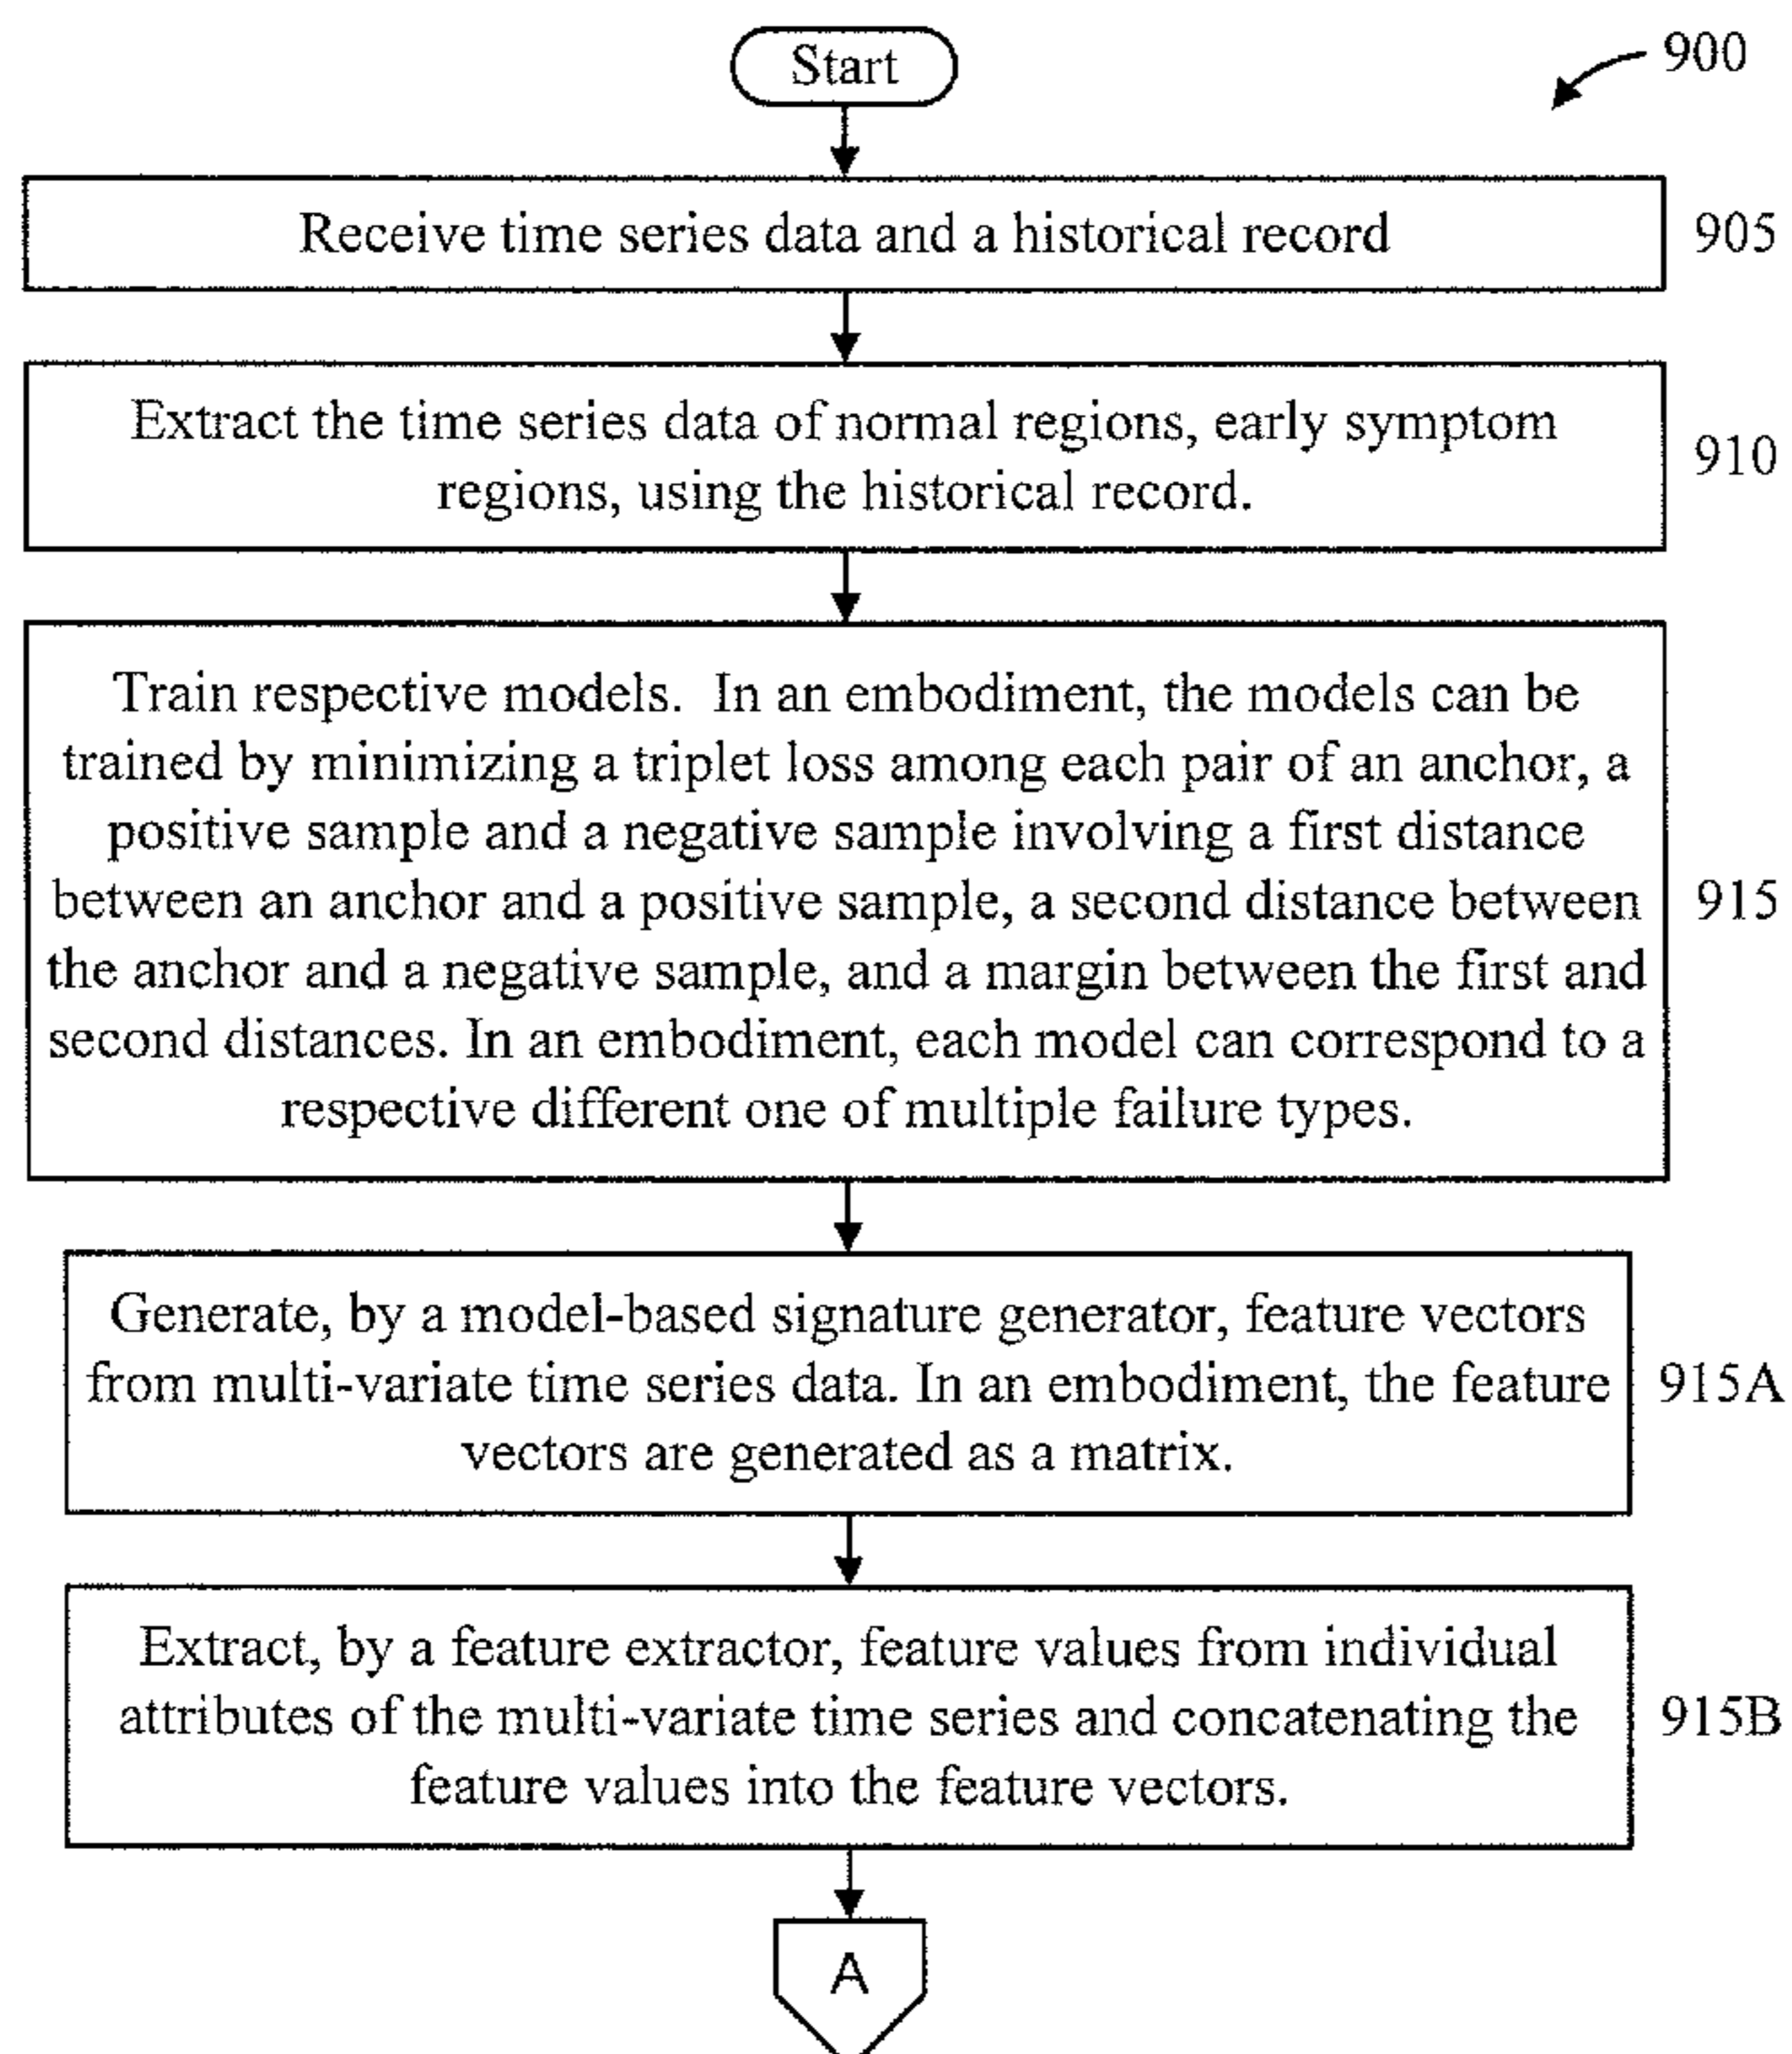 Start
900
Receive time series data and a historical record
905
Extract the time series data of normal regions, early symptom
regions, using the historical record.
910
Train respective models. In an embodiment, the models can be
trained by minimizing a triplet loss among each pair of an anchor, a
positive sample and a negative sample involving a first distance
between an anchor and a positive sample, a second distance between
the anchor and a negative sample, and a margin between the first and
second distances. In an embodiment, each model can correspond to a
respective different one of multiple failure types.
915
Generate, by a model-based signature generator, feature vectors
from multi-variate time series data. In an embodiment, the feature
vectors are generated as a matrix.
915A
Extract, by a feature extractor, feature values from individual
attributes of the multi-variate time series and concatenating the
feature values into the feature vectors.
915B
A